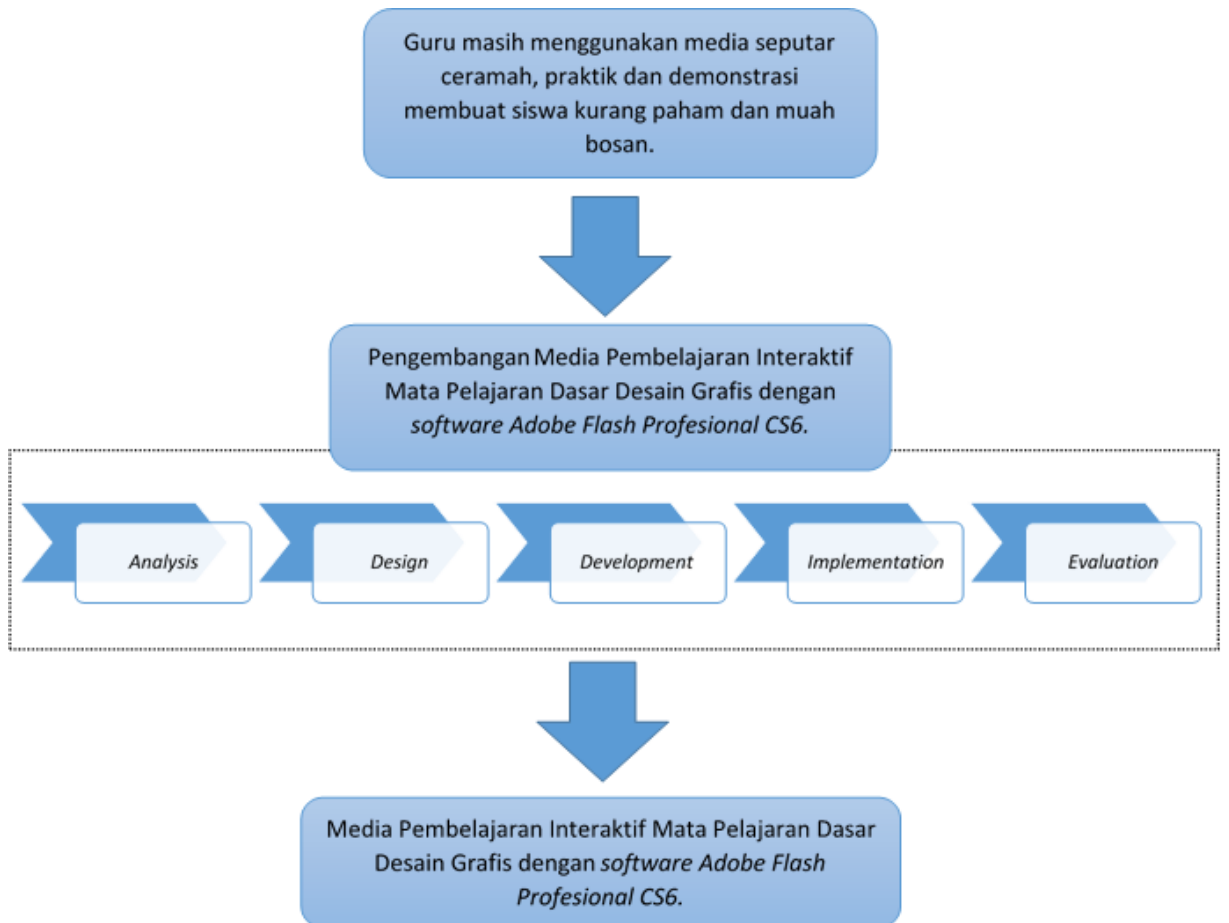 Guru masih menggunakan media seputar
ceramah, praktik dan demonstrasi
membuat siswa kurang paham dan muah
bosan.
Pengembangan Media Pembelajaran Interaktif
Mata Pelajaran Dasar Desain Grafis dengan
software Adobe Flash Profesional CS6.
Analysis
Design
Development
Implementation
Evaluation
Media Pembelajaran Interaktif Mata Pelajaran Dasar
Desain Grafis dengan software Adobe Flash
Profesional CS6.